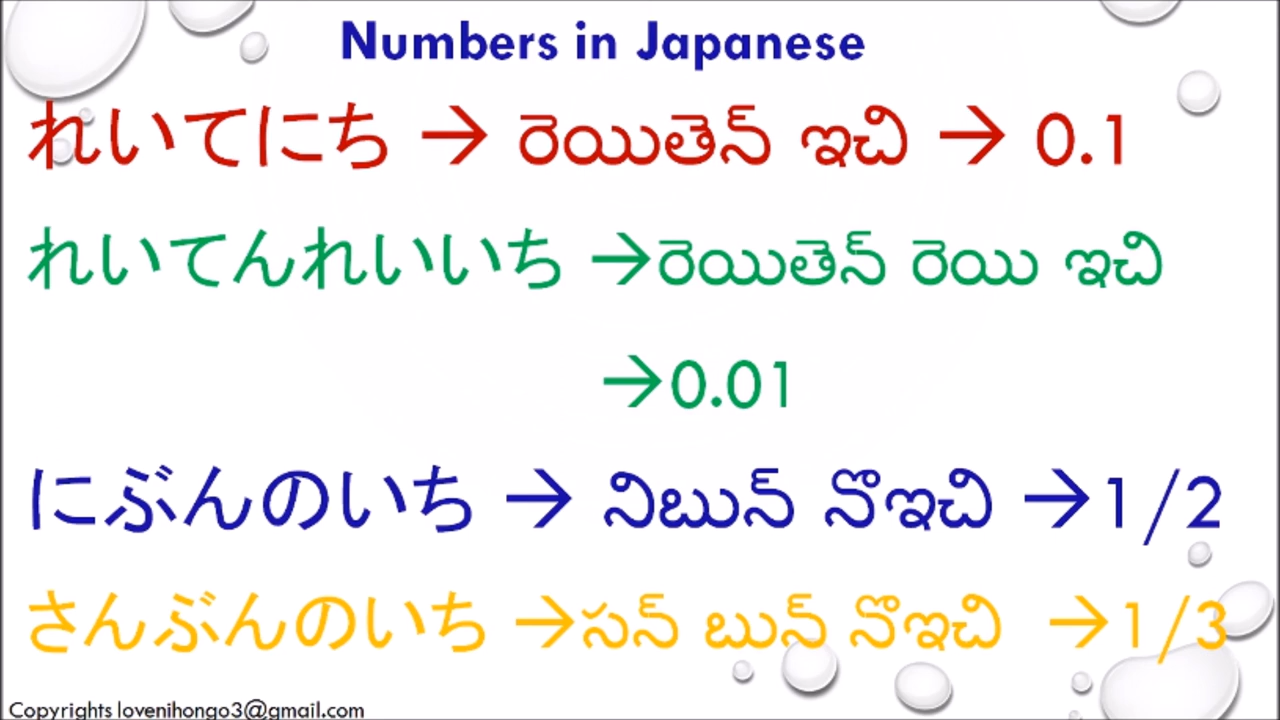 Numbers in Japanese
れいてにち → రెయితెన్ ఇచి → 0.1
れいてんれいいち →రెయితెన్ రెయి ఇచి
→0.01
にぶんのいち → నిబున్ నొఇచి →1/2
さんぶんのいち →సన్ బున్ నొఇచి →1/3
Copyrights lovenihongo3@gmail.com